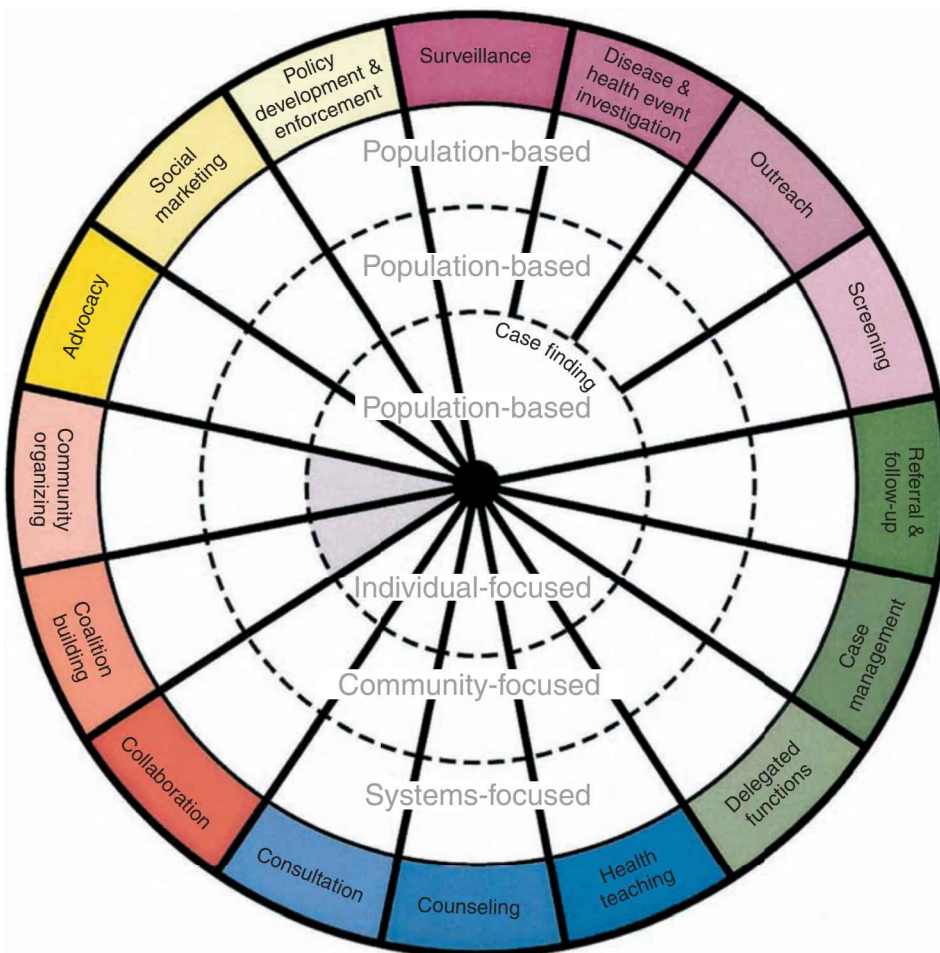 Surveillance
Disease &
health event
investigation
Outreach
Screening
Referral &
follow-up
Case
management
Delegated
functions
Health
teaching
Counseling
Consultation
Collaboration
Coalition
building
Community
organizing
Advocacy
Social
marketing
Policy
development &
enforcement
Population-based
Population-based
Case finding
Population-based
Individual-focused
Community-focused
Systems-focused